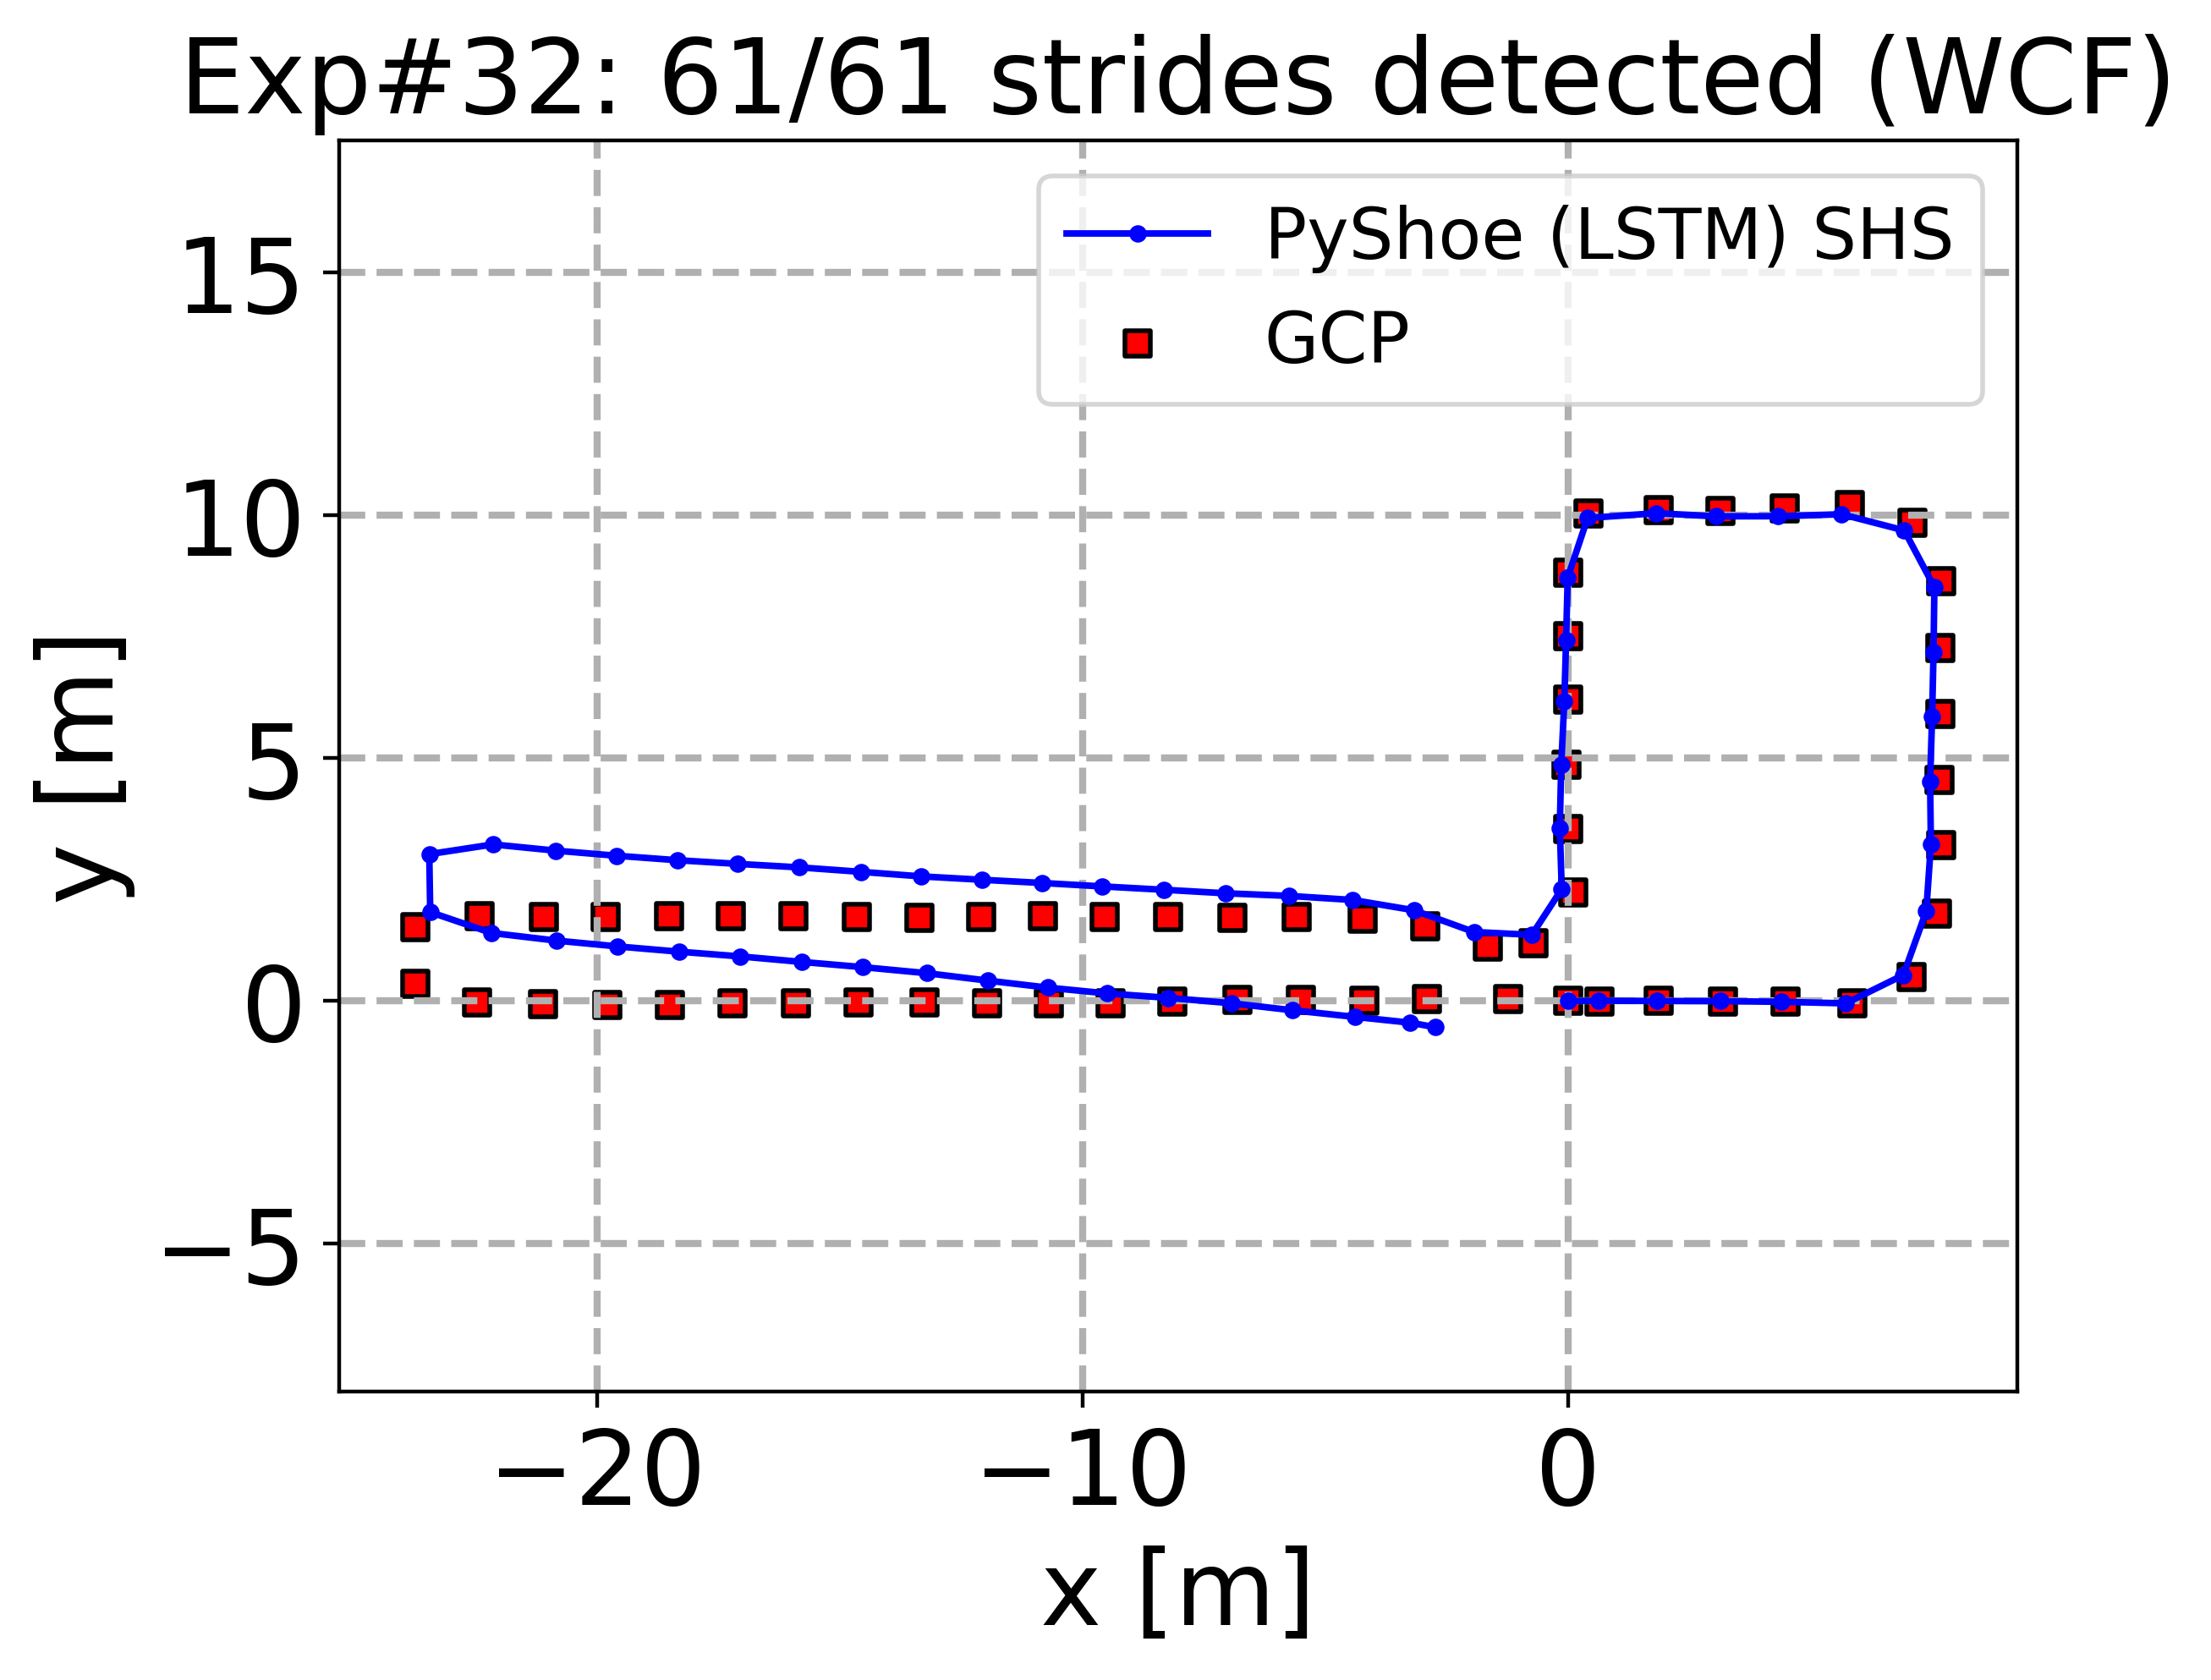 Exp#32: 61/61 strides detected (WCF)
PyShoe (LSTM) SHS
GCP
15
10
5
0
−5
y [m]
−20
−10
0
x [m]